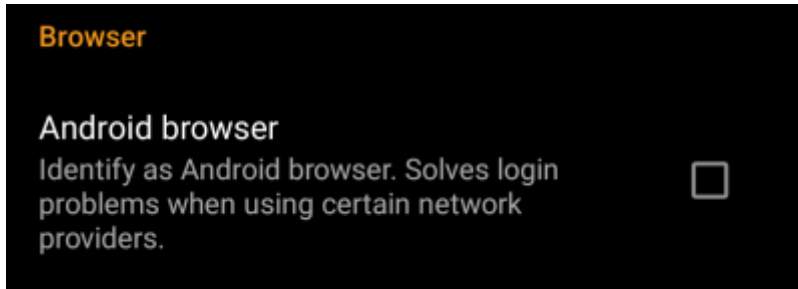 Browser
Android browser
Identify as Android browser. Solves login
problems when using certain network
providers.